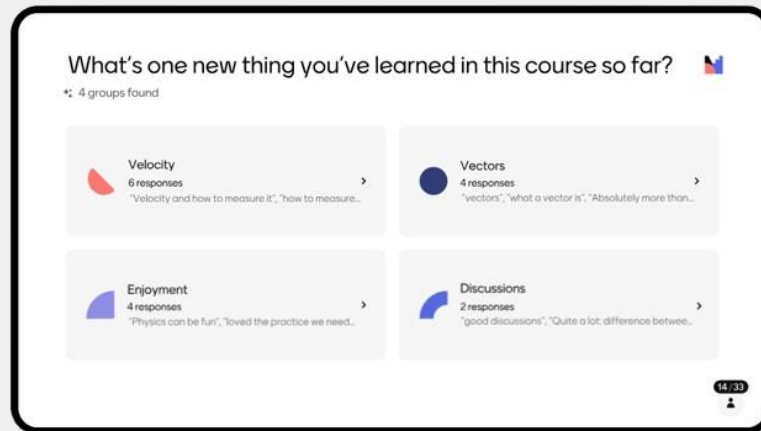 What's one new thing you've learned in this course so far?
4 groups found
Velocity
6 responses
"Velocity and how to measure it", "how to measure...
Vectors
4 responses
"vectors", "what a vector is", "Absolutely more than...
Enjoyment
4 responses
"Physics can be fun", "loved the practice we need...
Discussions
2 responses
"good discussions", "Quite a lot: difference betwee...
14/33